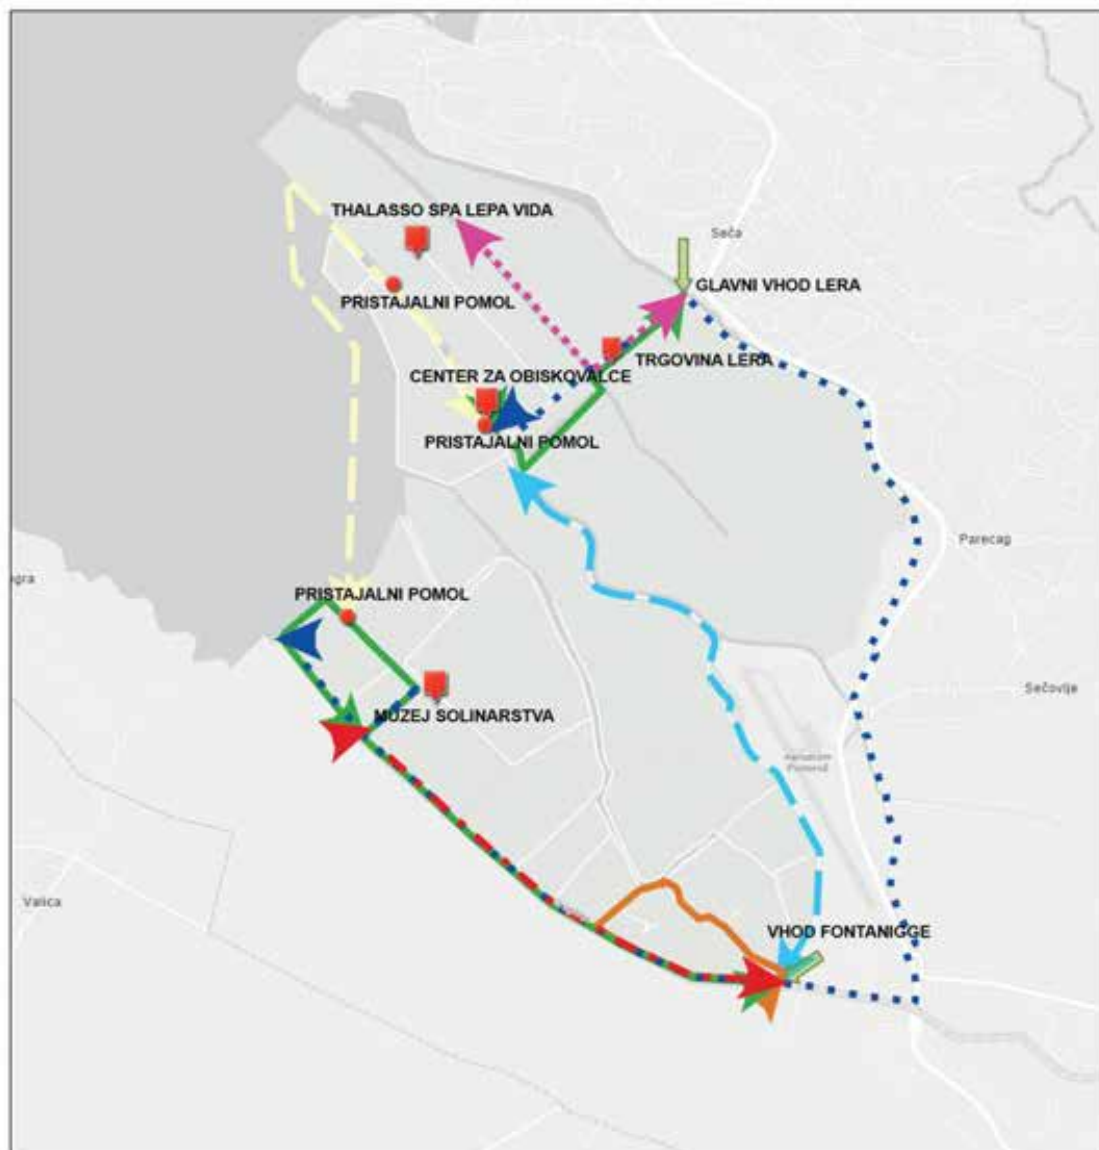 THALASSO SPA LEPA VIDA
Seča
GLAVNI VHOD LERA
PRISTAJALNI POMOL
TRGOVINA LERA
CENTER ZA OBISKOVALCE
PRISTAJALNI POMOL
Parecag
PRISTAJALNI POMOL
Sečovlje
MUZEJ SOLINARSTVA
Valica
VHOD FONTANIGGE